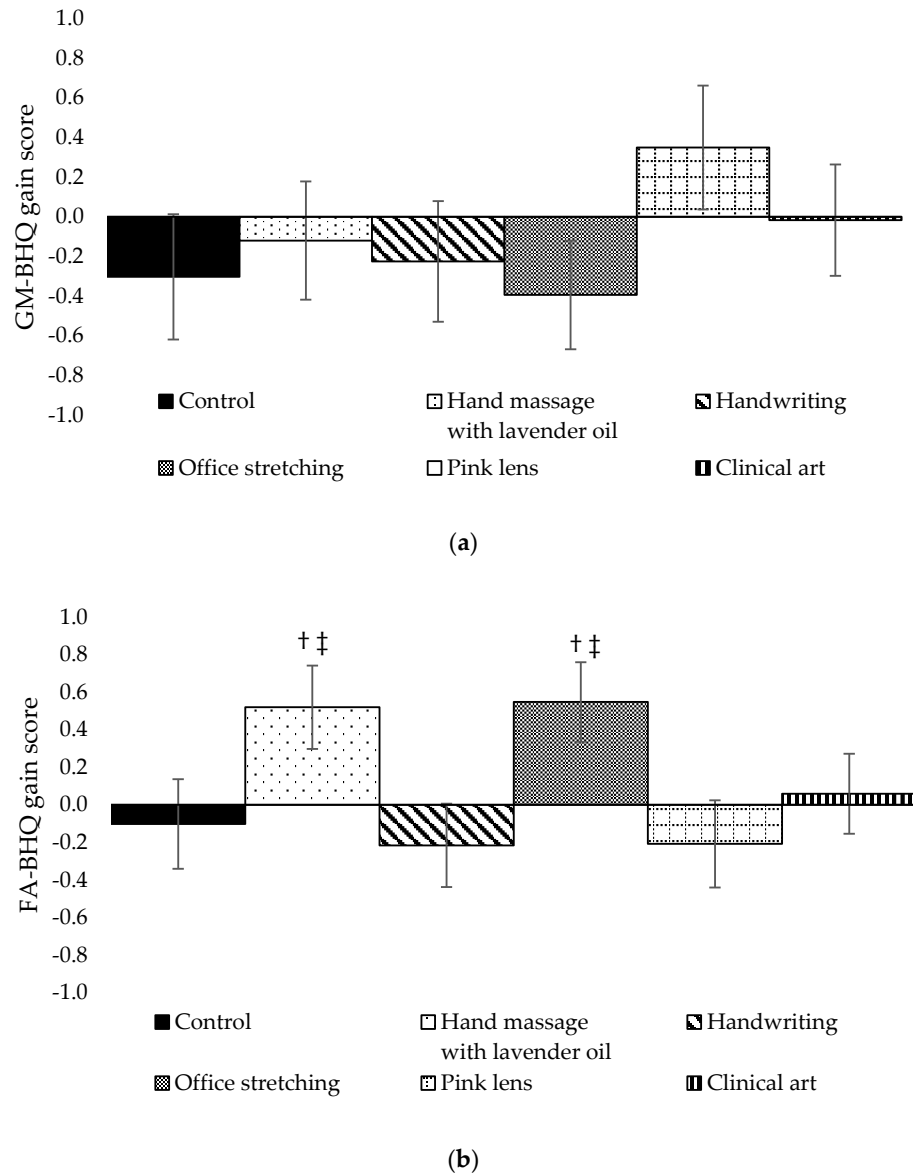 GM-BHQ gain score
1.0
0.8
0.6
0.4
0.2
0.0
-0.2
-0.4
-0.6
-0.8
-1.0
Control
Hand massage
with lavender oil
Handwriting
Office stretching
Pink lens
Clinical art
(a)
FA-BHQ gain score
1.0
0.8
0.6
0.4
0.2
0.0
-0.2
-0.4
-0.6
-0.8
-1.0
† ‡
† ‡
Control
Hand massage
with lavender oil
Handwriting
Office stretching
Pink lens
Clinical art
(b)